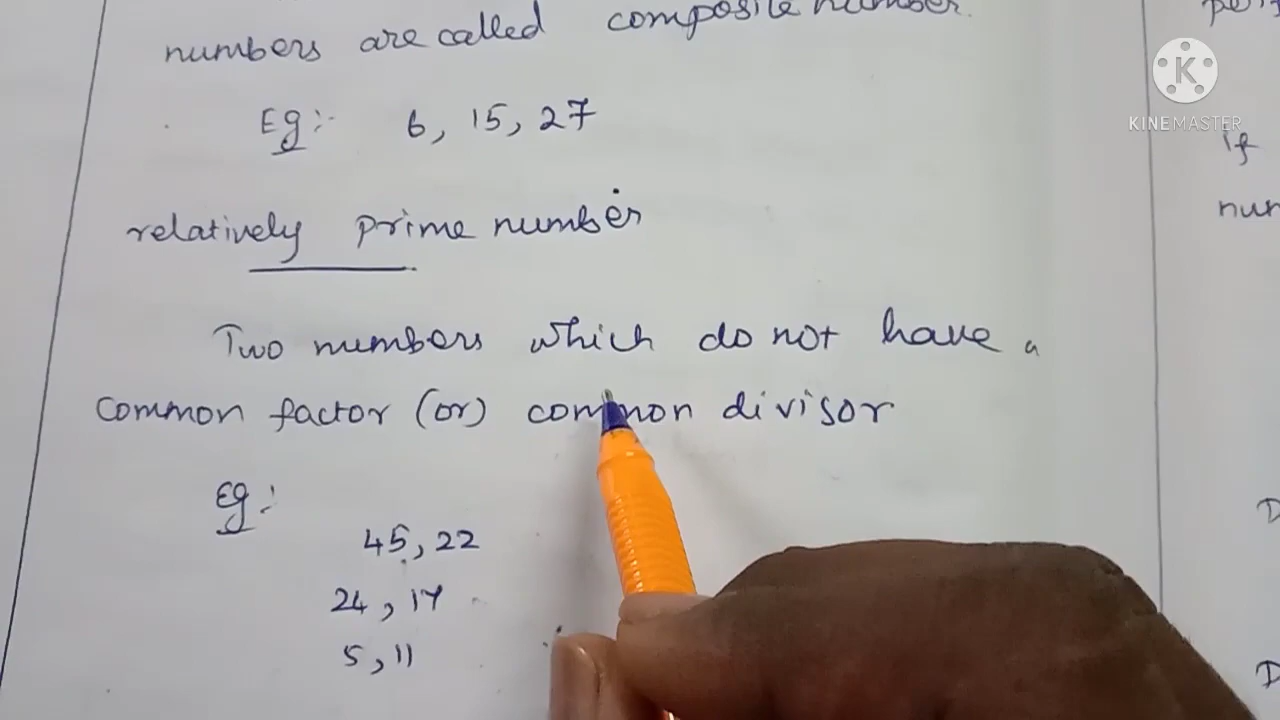 numbers are called composite number.
Eg:- 6, 15, 27
relatively prime number
Two numbers which do not have a
common factor (or) common divisor
Eg:
45, 22
24, 17
5, 11
KINEMASTER
if